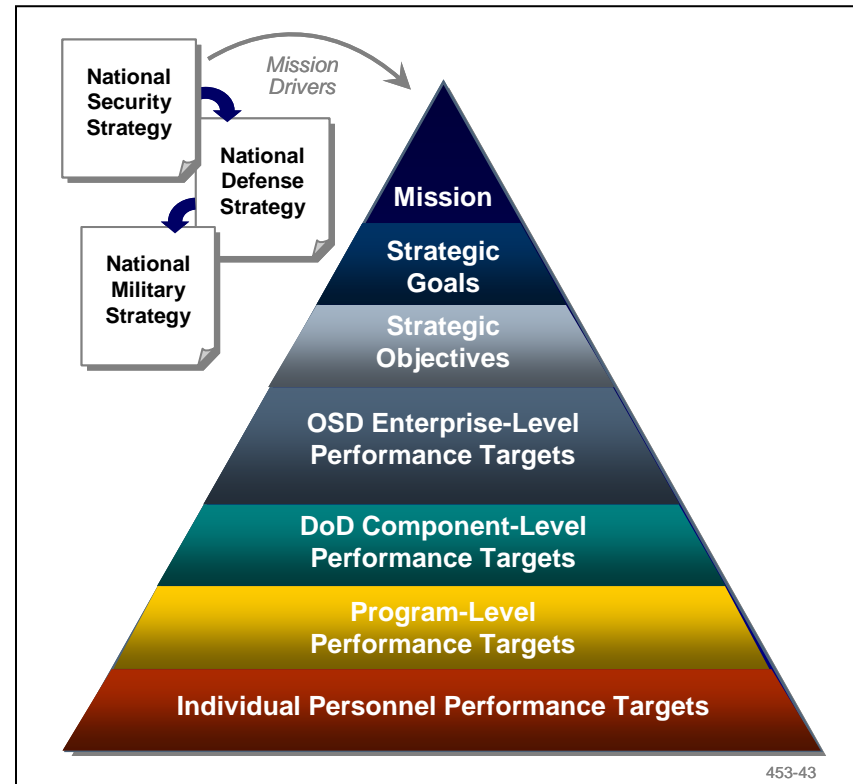 National
Security
Strategy
Mission
Drivers
National
Defense
Strategy
National
Military
Strategy
Mission
Strategic
Goals
Strategic
Objectives
OSD Enterprise-Level
Performance Targets
DoD Component-Level
Performance Targets
Program-Level
Performance Targets
Individual Personnel Performance Targets
453-43